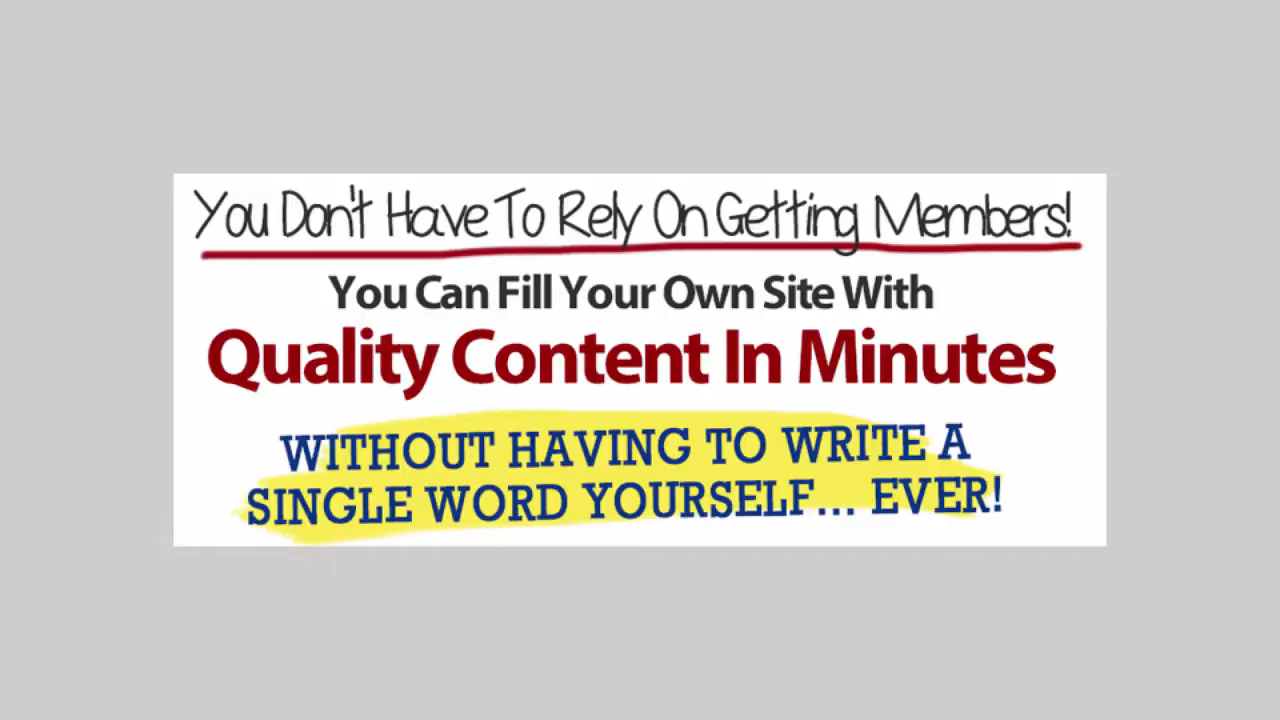 You Don't Have To Rely On Getting Members!
You Can Fill Your Own Site With
Quality Content In Minutes
WITHOUT HAVING TO WRITE A
SINGLE WORD YOURSELF... EVER!